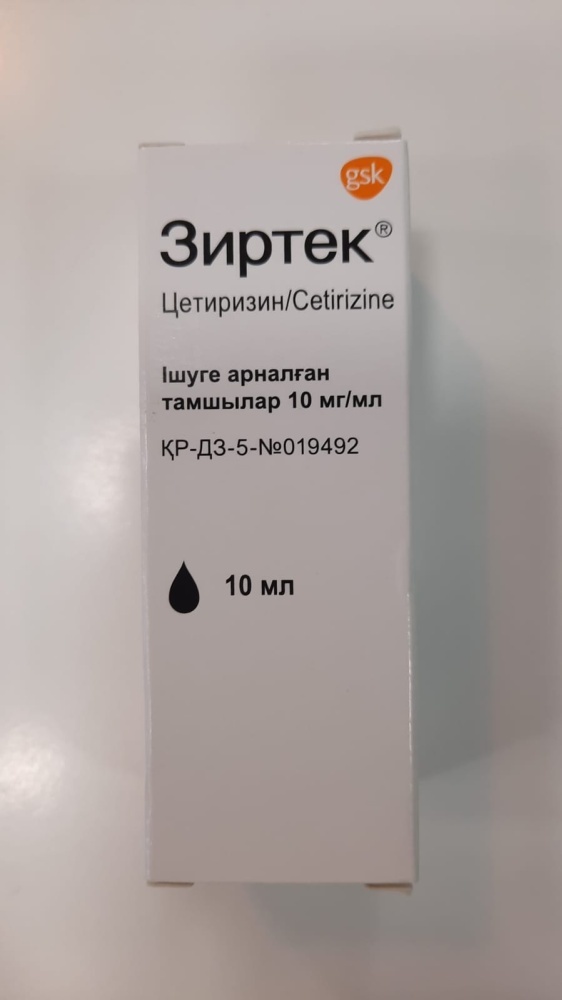 gsk
Зиртек®
Цетиризин/Cetirizine
Ішуге арналған
тамшылар 10 мг/мл
ҚР-ДЗ-5-№019492
10 мл